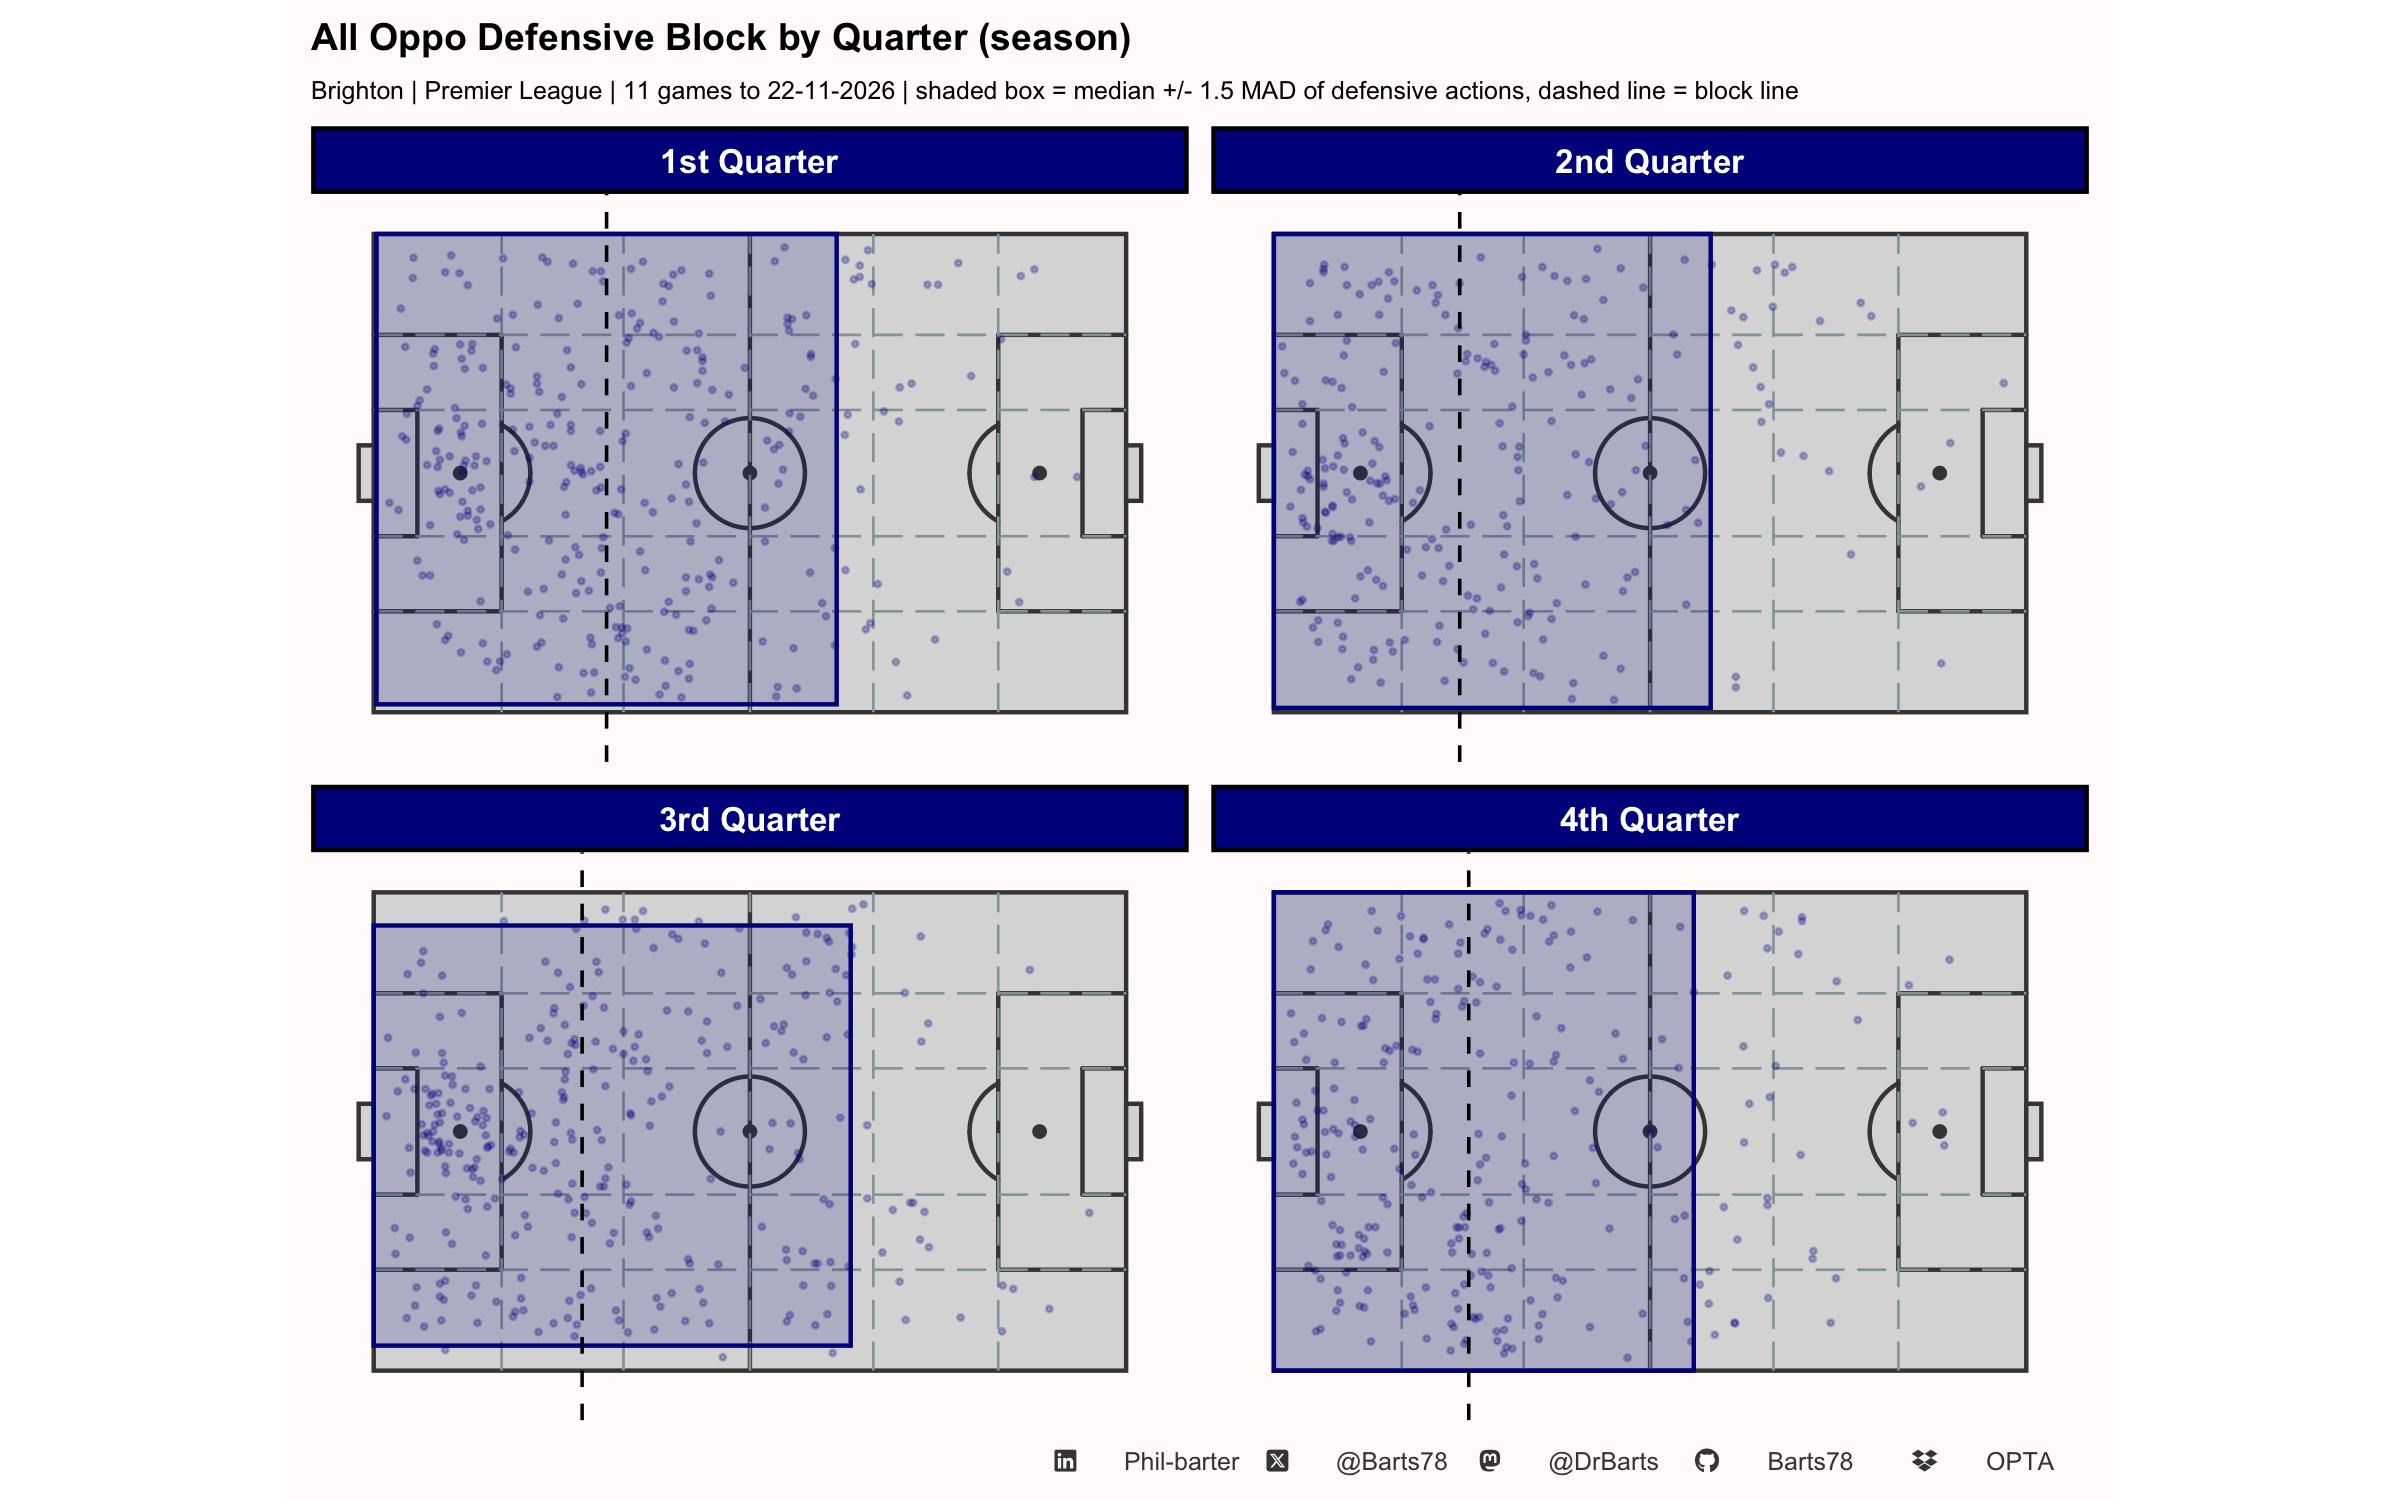 All Oppo Defensive Block by Quarter (season)
Brighton | Premier League | 11 games to 22-11-2026 | shaded box = median +/- 1.5 MAD of defensive actions, dashed line = block line
1st Quarter
2nd Quarter
3rd Quarter
4th Quarter
Phil-barter @Barts78 @DrBarts Barts78 OPTA